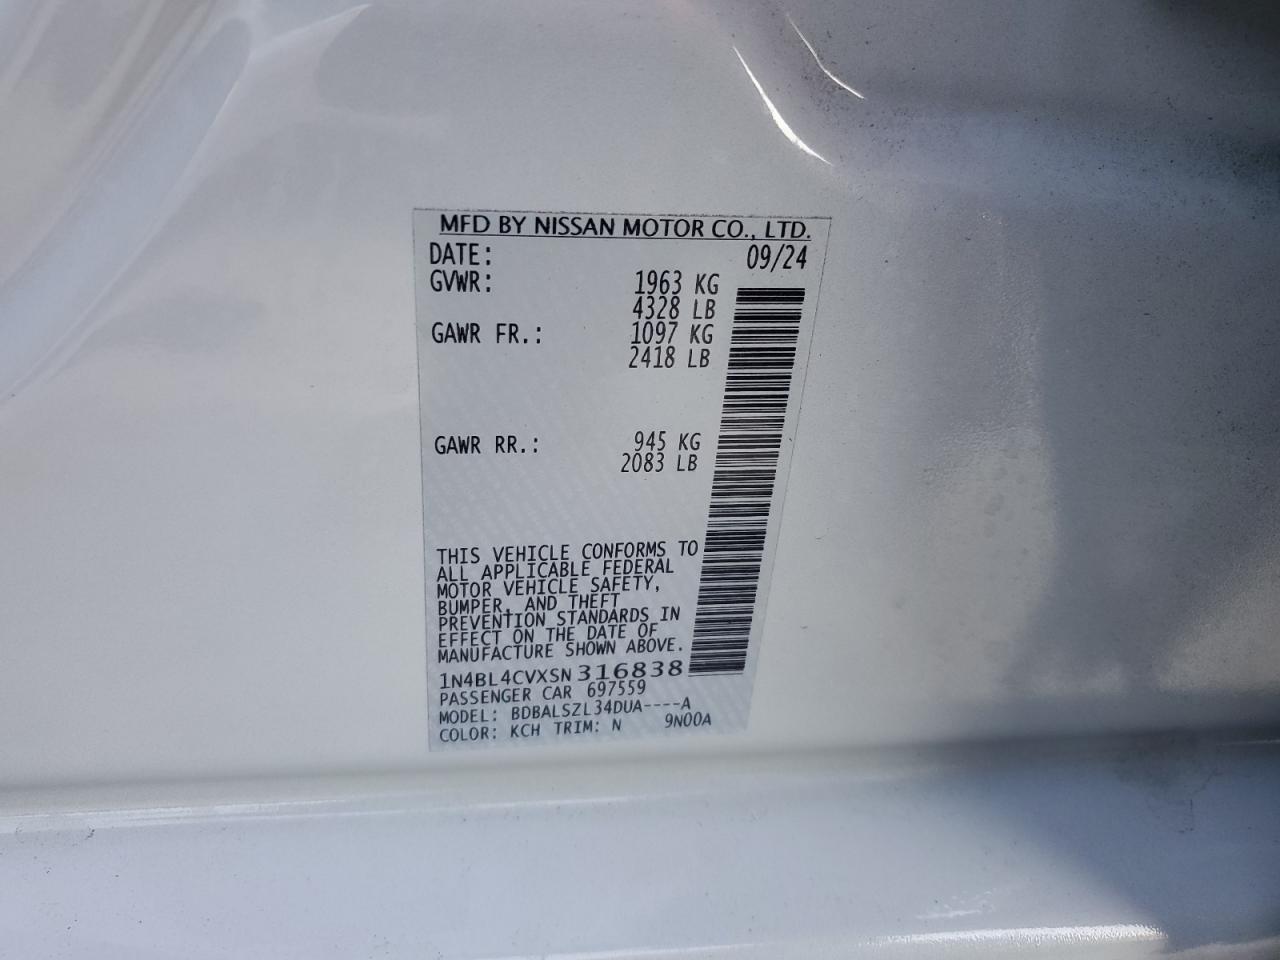 MFD BY NISSAN MOTOR CO., LTD.
DATE: 09/24
GVWR: 1963 KG
4328 LB
GAWR FR.: 1097 KG
2418 LB
GAWR RR.: 945 KG
2083 LB
THIS VEHICLE CONFORMS TO
ALL APPLICABLE FEDERAL
MOTOR VEHICLE SAFETY,
BUMPER, AND THEFT
PREVENTION STANDARDS IN
EFFECT ON THE DATE OF
MANUFACTURE SHOWN ABOVE.
1N4BL4CVXSN316838
PASSENGER CAR 697559
MODEL: BDBALSZL34DUA----A
COLOR: KCH TRIM: N 9N00A